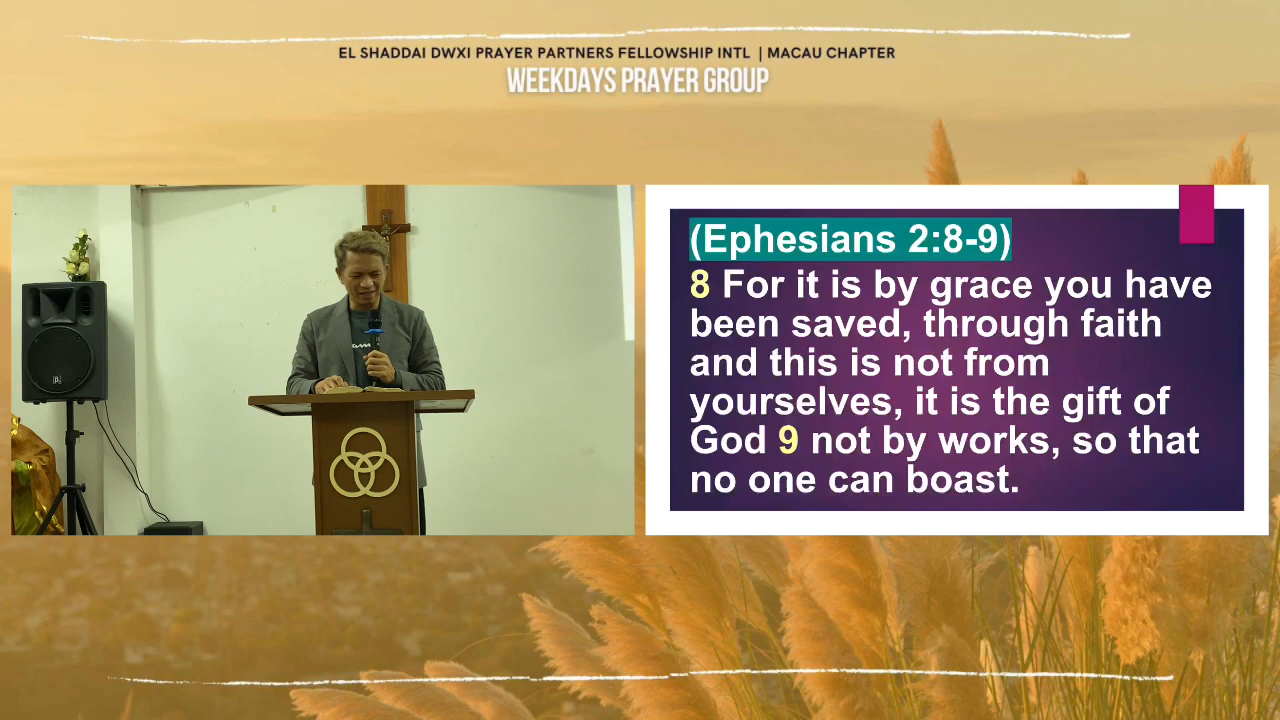 EL SHADDAI DWXI PRAYER PARTNERS FELLOWSHIP INTL | MACAU CHAPTER
WEEKDAYS PRAYER GROUP
(Ephesians 2:8-9)
8 For it is by grace you have
been saved, through faith
and this is not from
yourselves, it is the gift of
God 9 not by works, so that
no one can boast.